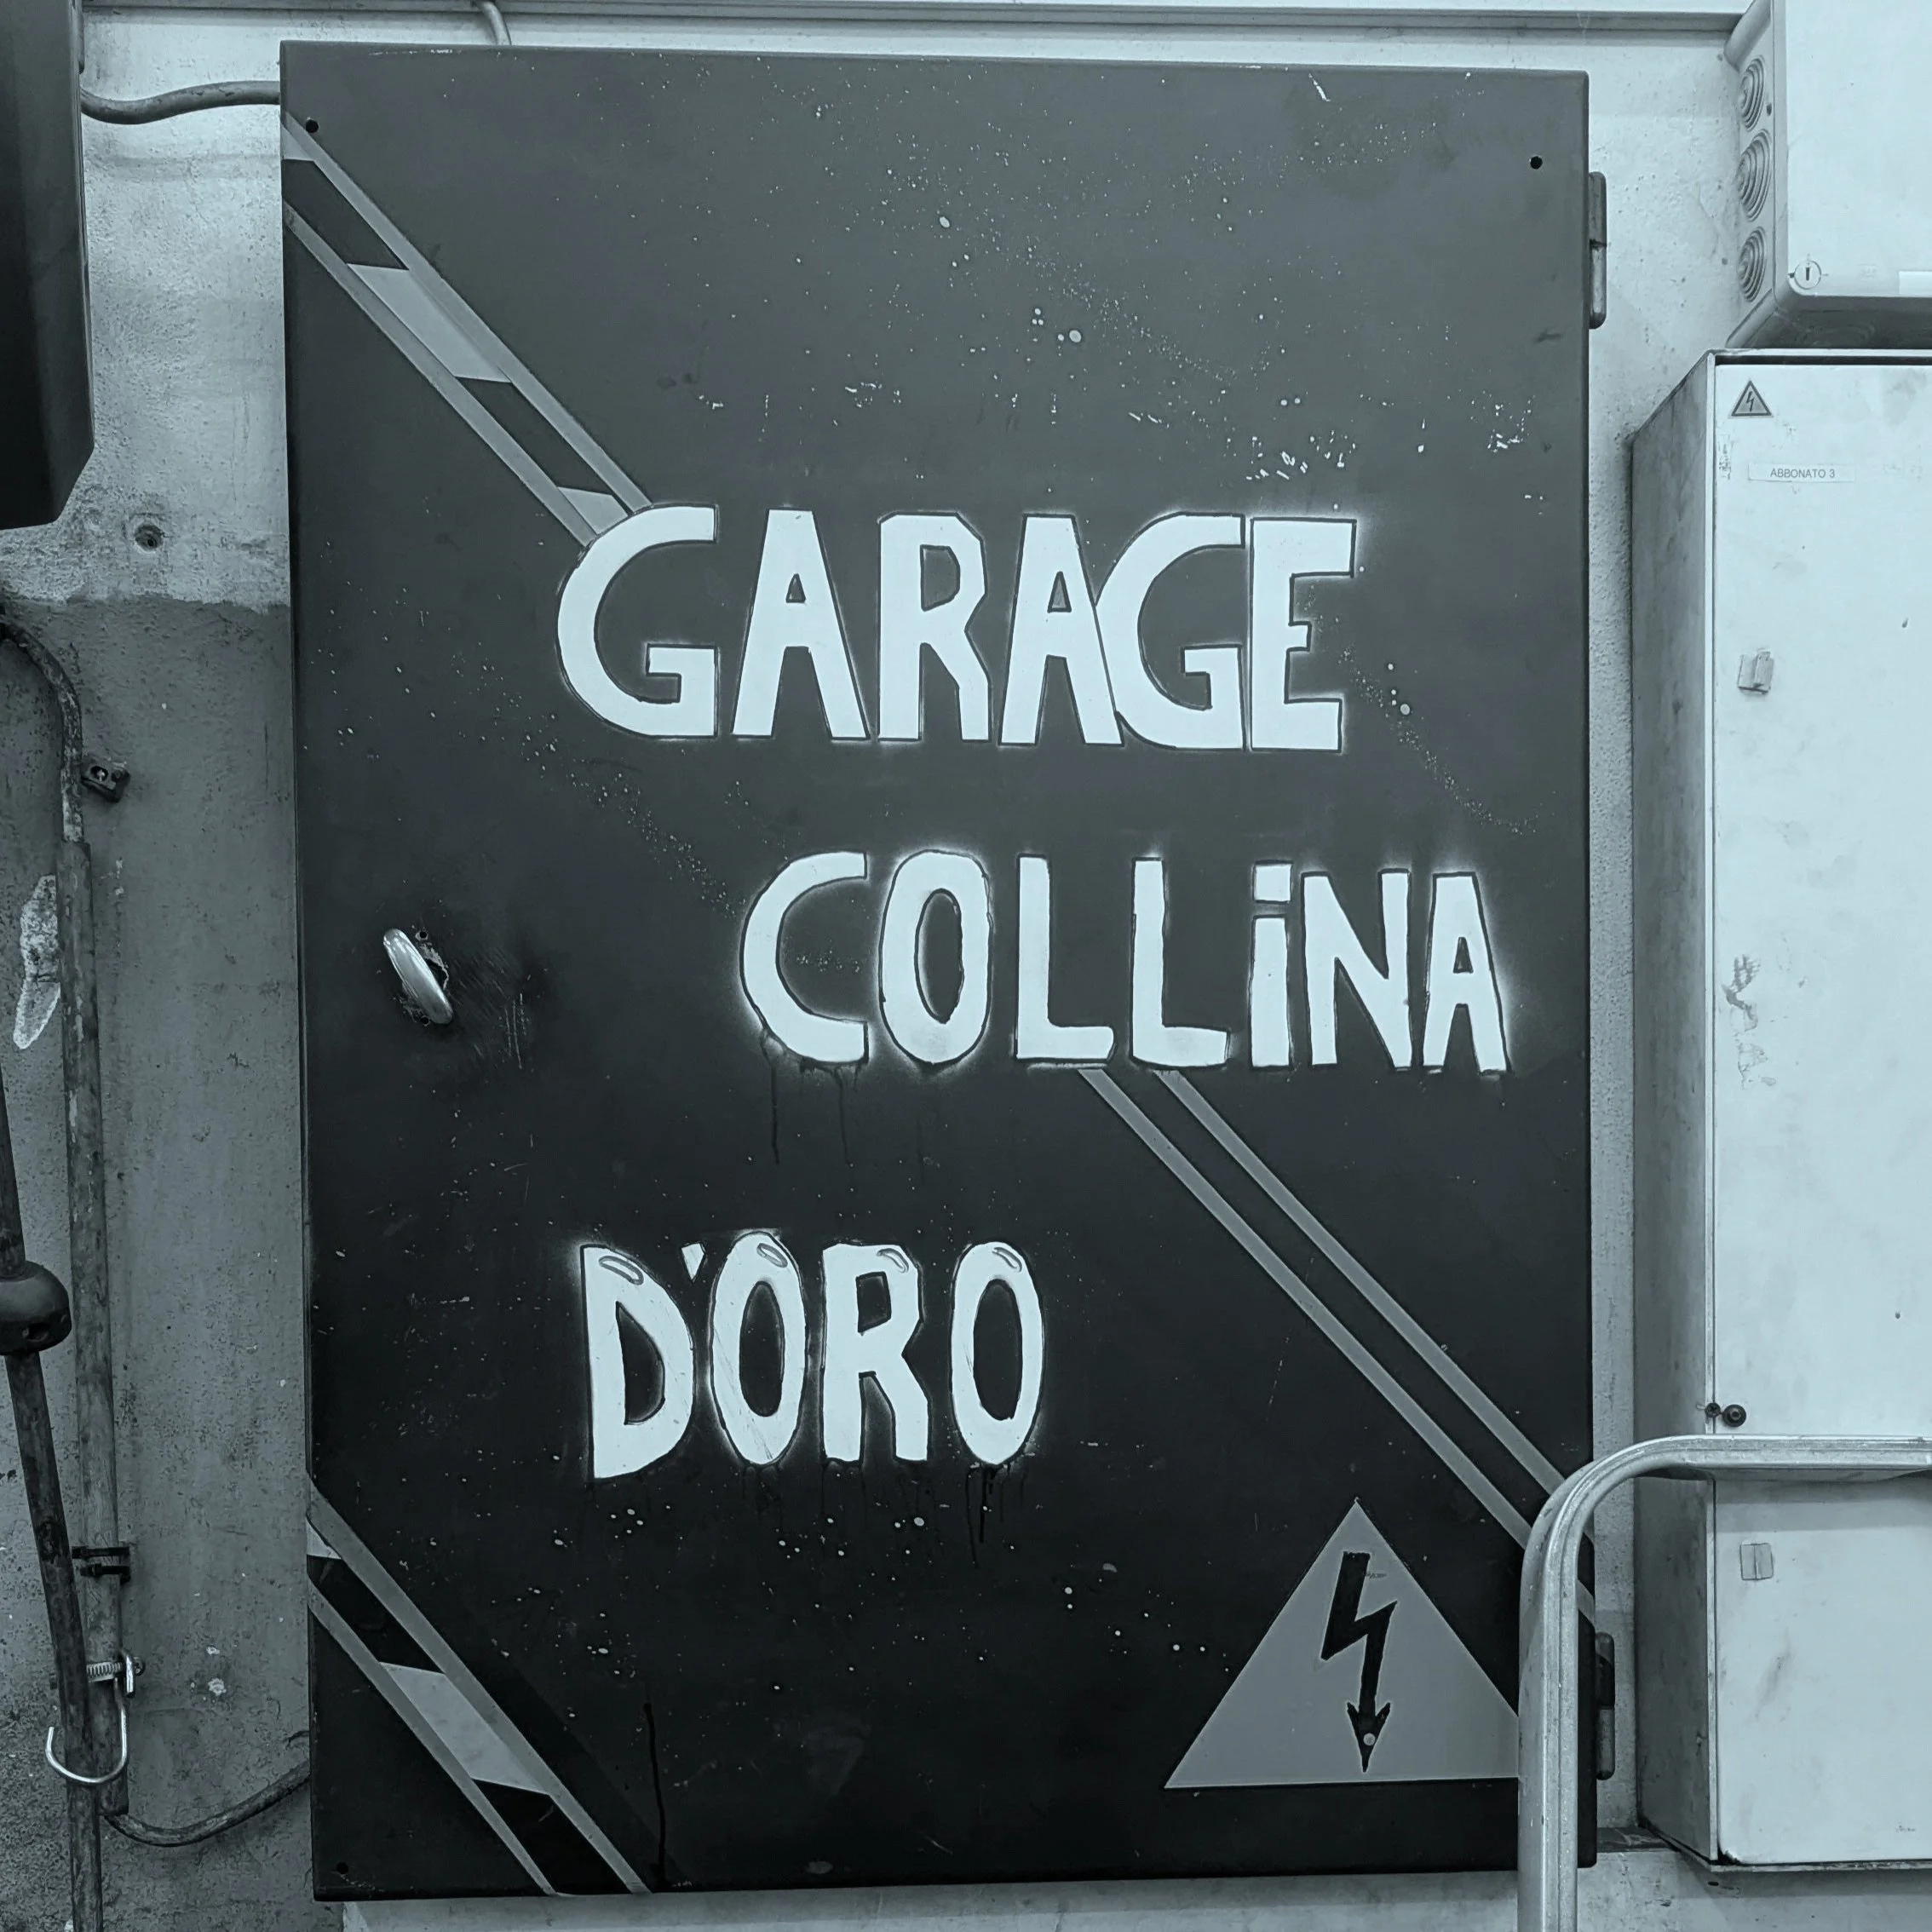 GARAGE
COLLiNA
D'ORO
ABBONATO 3